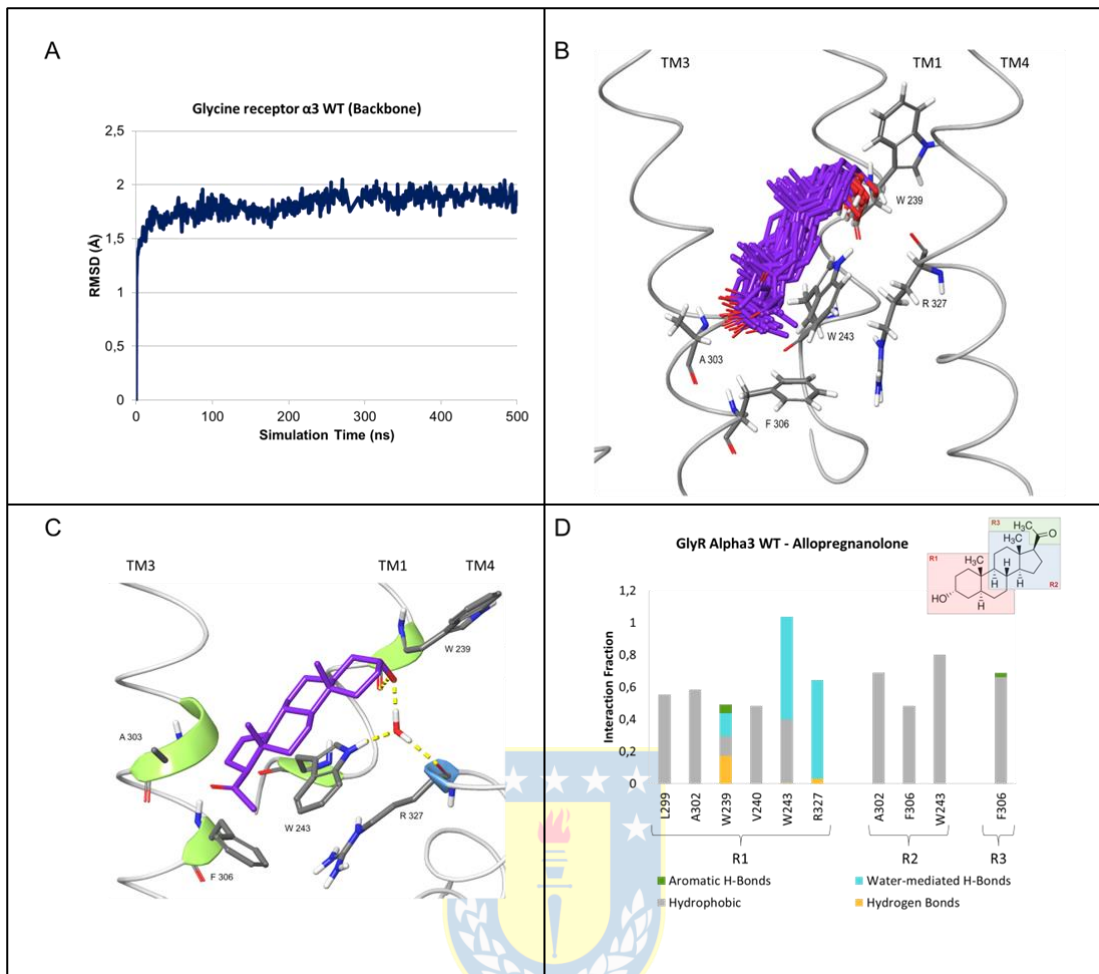 A
Glycine receptor α3 WT (Backbone)
RMSD (Å)
2,5
2
1,5
1
0,5
0
100
200
300
400
500
Simulation Time (ns)
B
TM3
TM1
TM4
W 239
R 327
W 243
A 303
F 306
C
TM3
TM1
TM4
W 239
A 303
W 243
R 327
F 306
D
GlyR Alpha3 WT - Allopregnanolone
R3
CH₃
O
H₃C
H₃C
R1
H
H
H
R2
HO
H
Interaction Fraction
1,2
1
0,8
0,6
0,4
0,2
0
L299
A302
W239
V240
W243
R327
A302
F306
W243
F306
R1
R2
R3
Aromatic H-Bonds
Water-mediated H-Bonds
Hydrophobic
Hydrogen Bonds